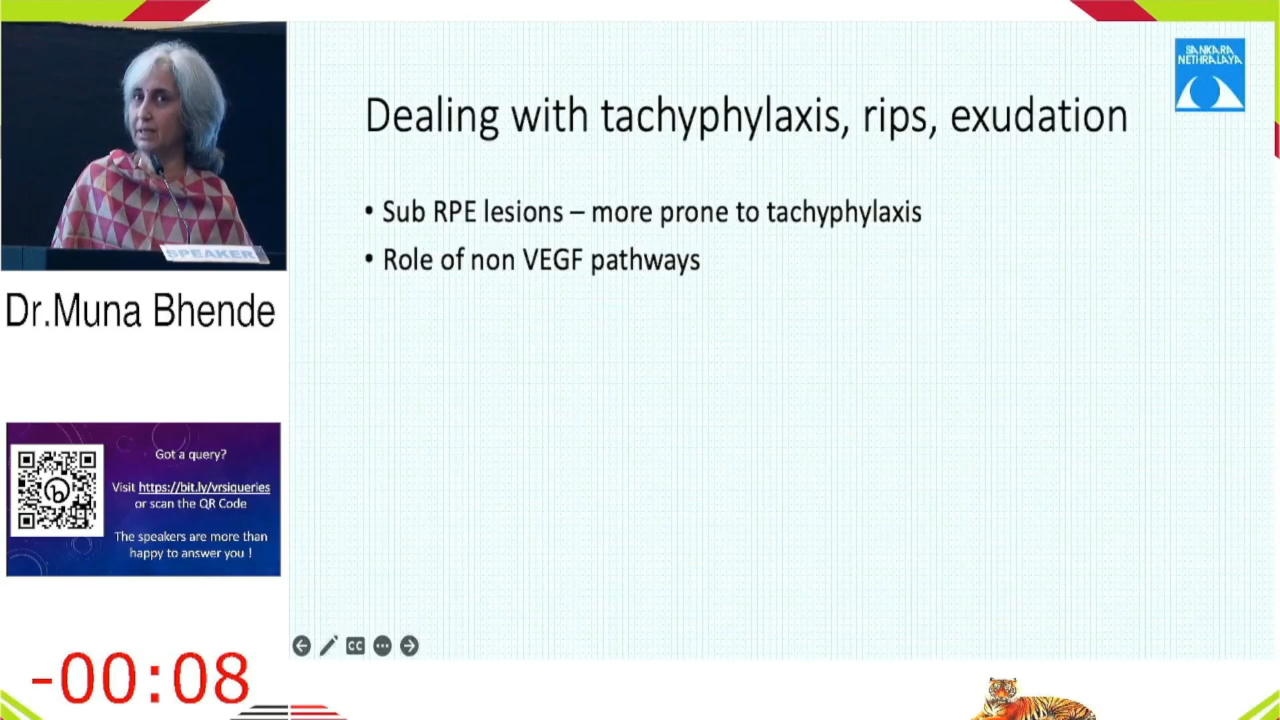 SANKARA
NETHRALAYA
Dealing with tachyphylaxis, rips, exudation
• Sub RPE lesions – more prone to tachyphylaxis
• Role of non VEGF pathways
SPEAKER
Dr.Muna Bhende
Got a query?
Visit https://bit.ly/vrsiqueries
or scan the QR Code
The speakers are more than
happy to answer you !
CC
-00:08